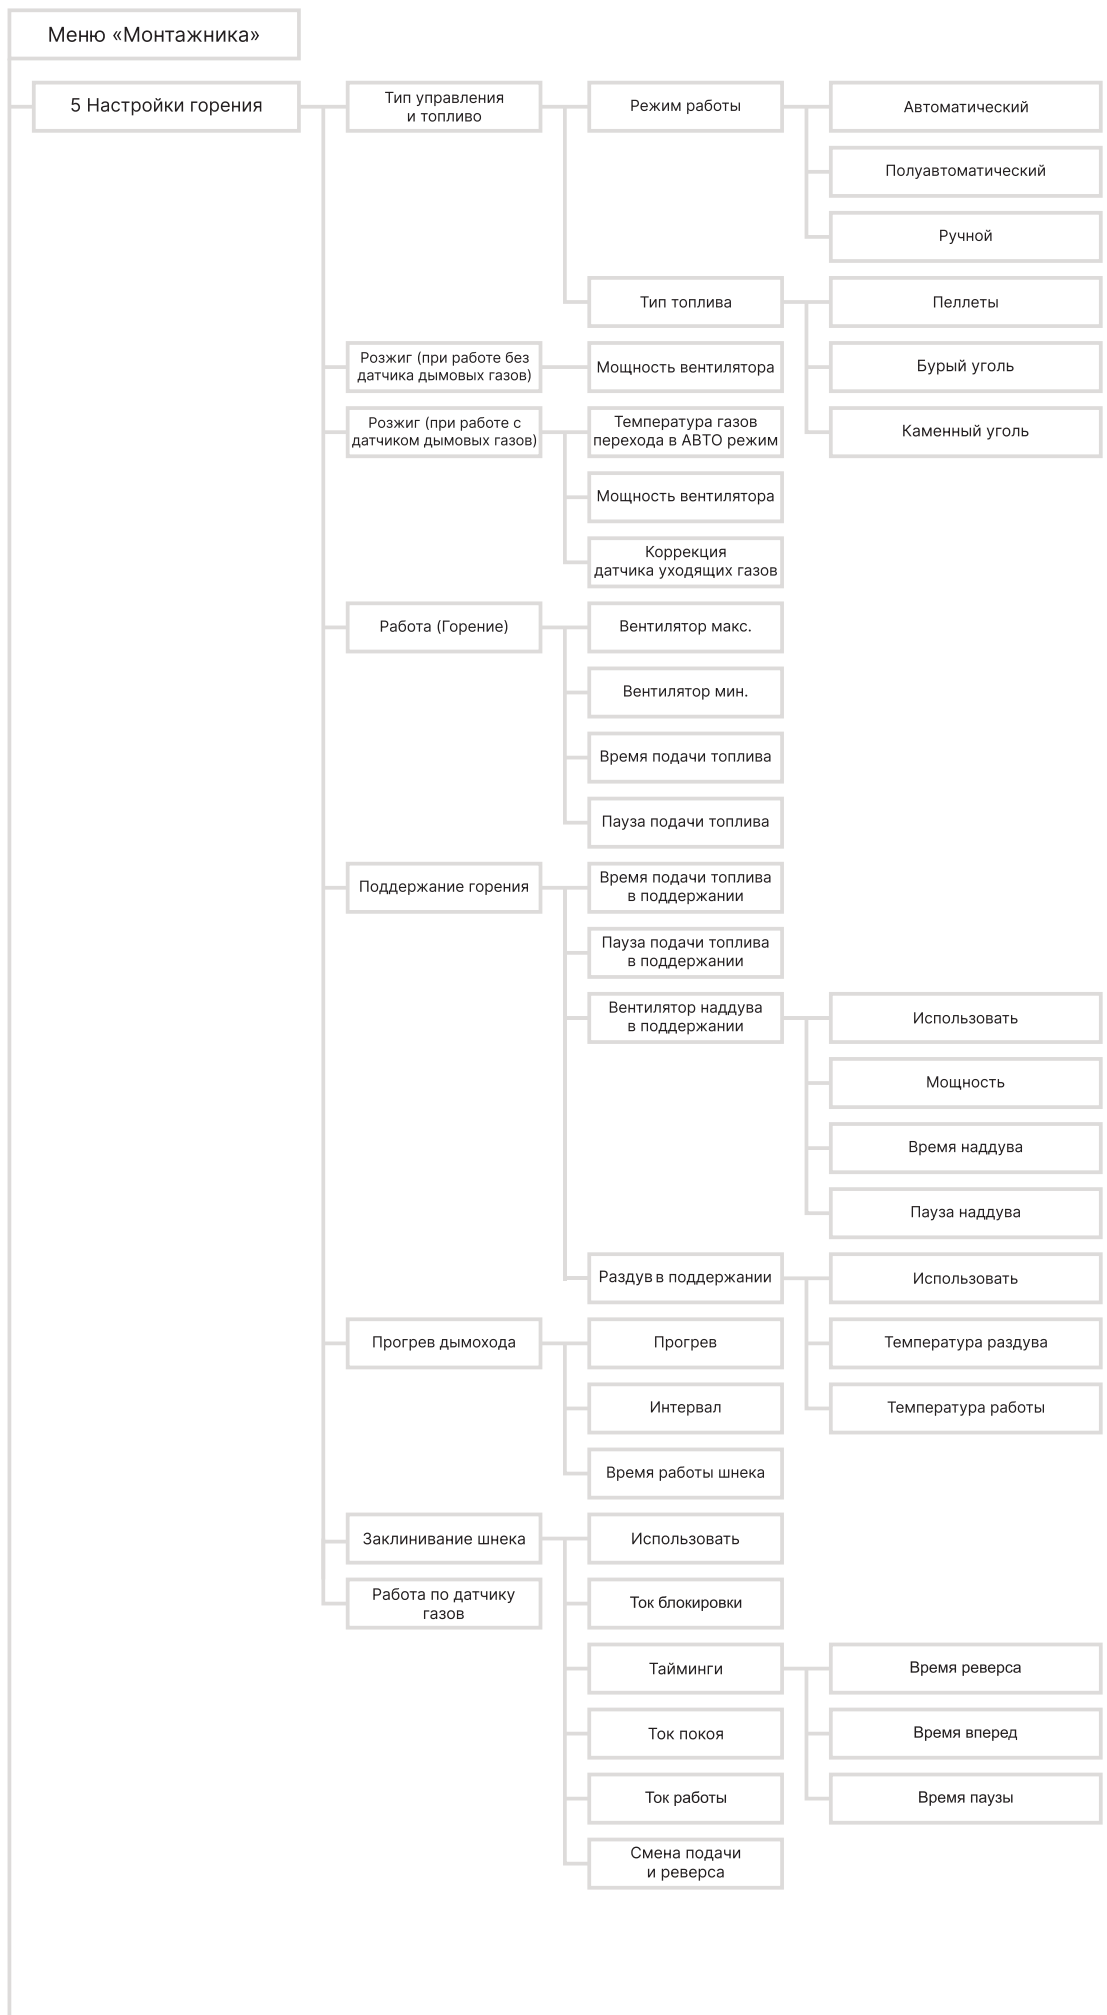 Меню «Монтажника»
5 Настройки горения
Тип управления
и топливо
Режим работы
Автоматический
Полуавтоматический
Ручной
Тип топлива
Пеллеты
Бурый уголь
Каменный уголь
Розжиг (при работе без
датчика дымовых газов)
Мощность вентилятора
Розжиг (при работе с
датчиком дымовых газов)
Температура газов
перехода в АВТО режим
Мощность вентилятора
Коррекция
датчика уходящих газов
Работа (Горение)
Вентилятор макс.
Вентилятор мин.
Время подачи топлива
Пауза подачи топлива
Поддержание горения
Время подачи топлива
в поддержании
Пауза подачи топлива
в поддержании
Вентилятор наддува
в поддержании
Использовать
Мощность
Время наддува
Пауза наддува
Раздув в поддержании
Использовать
Температура раздува
Температура работы
Прогрев дымохода
Прогрев
Интервал
Время работы шнека
Заклинивание шнека
Использовать
Ток блокировки
Тайминги
Время реверса
Время вперед
Время паузы
Ток покоя
Ток работы
Смена подачи
и реверса
Работа по датчику
газов